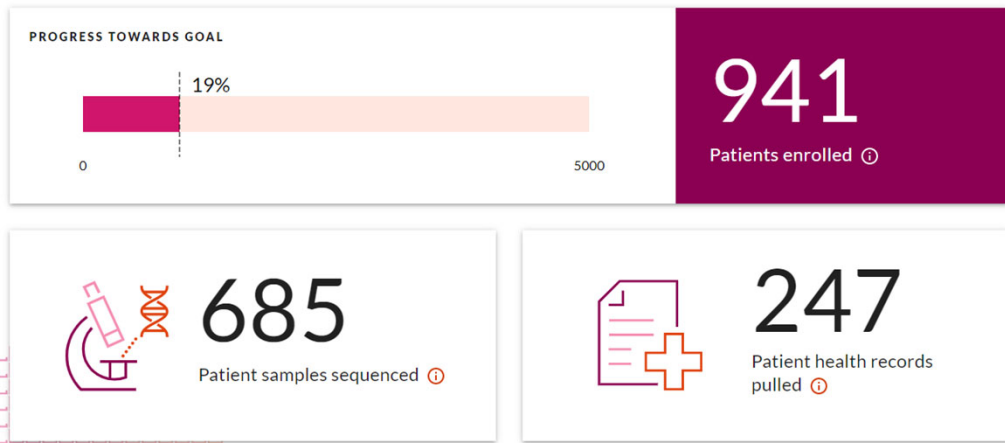 PROGRESS TOWARDS GOAL
19%
0
5000
941
Patients enrolled
685
Patient samples sequenced
247
Patient health records
pulled